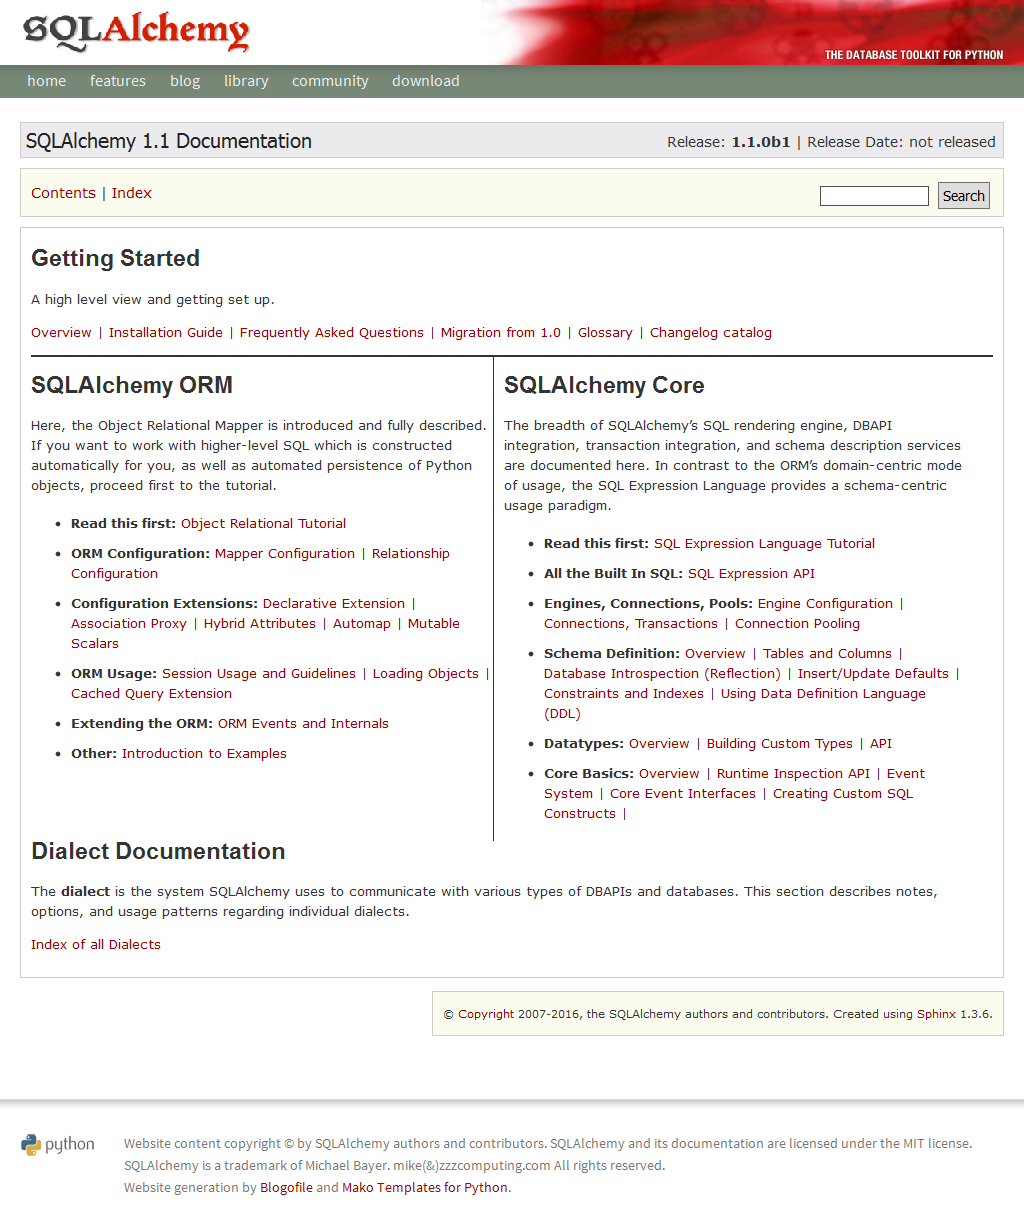 SQLAlchemy
THE DATABASE TOOLKIT FOR PYTHON
home features blog library community download
SQLAlchemy 1.1 Documentation
Release: 1.1.0b1 | Release Date: not released
Contents | Index
Search
Getting Started
A high level view and getting set up.
Overview | Installation Guide | Frequently Asked Questions | Migration from 1.0 | Glossary | Changelog catalog
SQLAlchemy ORM
Here, the Object Relational Mapper is introduced and fully described.
If you want to work with higher-level SQL which is constructed
automatically for you, as well as automated persistence of Python
objects, proceed first to the tutorial.
• Read this first: Object Relational Tutorial
• ORM Configuration: Mapper Configuration | Relationship
Configuration
• Configuration Extensions: Declarative Extension |
Association Proxy | Hybrid Attributes | Automap | Mutable
Scalars
• ORM Usage: Session Usage and Guidelines | Loading Objects |
Cached Query Extension
• Extending the ORM: ORM Events and Internals
• Other: Introduction to Examples
SQLAlchemy Core
The breadth of SQLAlchemy’s SQL rendering engine, DBAPI
integration, transaction integration, and schema description services
are documented here. In contrast to the ORM’s domain-centric mode
of usage, the SQL Expression Language provides a schema-centric
usage paradigm.
• Read this first: SQL Expression Language Tutorial
• All the Built In SQL: SQL Expression API
• Engines, Connections, Pools: Engine Configuration |
Connections, Transactions | Connection Pooling
• Schema Definition: Overview | Tables and Columns |
Database Introspection (Reflection) | Insert/Update Defaults |
Constraints and Indexes | Using Data Definition Language
(DDL)
• Datatypes: Overview | Building Custom Types | API
• Core Basics: Overview | Runtime Inspection API | Event
System | Core Event Interfaces | Creating Custom SQL
Constructs |
Dialect Documentation
The dialect is the system SQLAlchemy uses to communicate with various types of DBAPIs and databases. This section describes notes,
options, and usage patterns regarding individual dialects.
Index of all Dialects
© Copyright 2007-2016, the SQLAlchemy authors and contributors. Created using Sphinx 1.3.6.
python
Website content copyright © by SQLAlchemy authors and contributors. SQLAlchemy and its documentation are licensed under the MIT license.
SQLAlchemy is a trademark of Michael Bayer. mike(&)zzzcomputing.com All rights reserved.
Website generation by Blogofile and Mako Templates for Python.